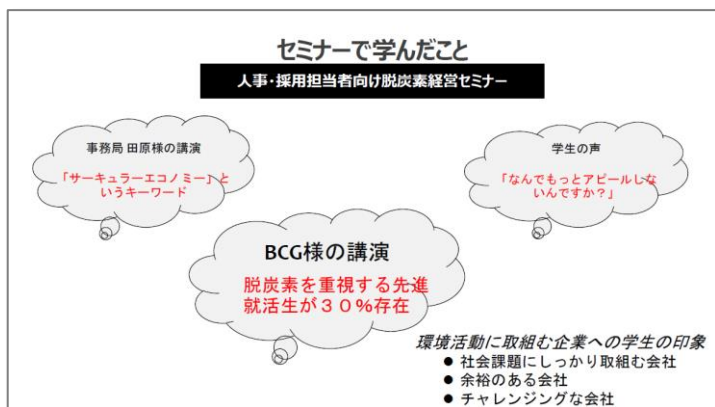 セミナーで学んだこと
人事・採用担当者向け脱炭素経営セミナー
事務局 田原様の講演
「サーキュラーエコノミー」と
いうキーワード
学生の声
「なんでもっとアピールしな
いんですか？」
BCG様の講演
脱炭素を重視する先進
就活生が３０％存在
環境活動に取組む企業への学生の印象
● 社会課題にしっかり取組む会社
● 余裕のある会社
● チャレンジングな会社